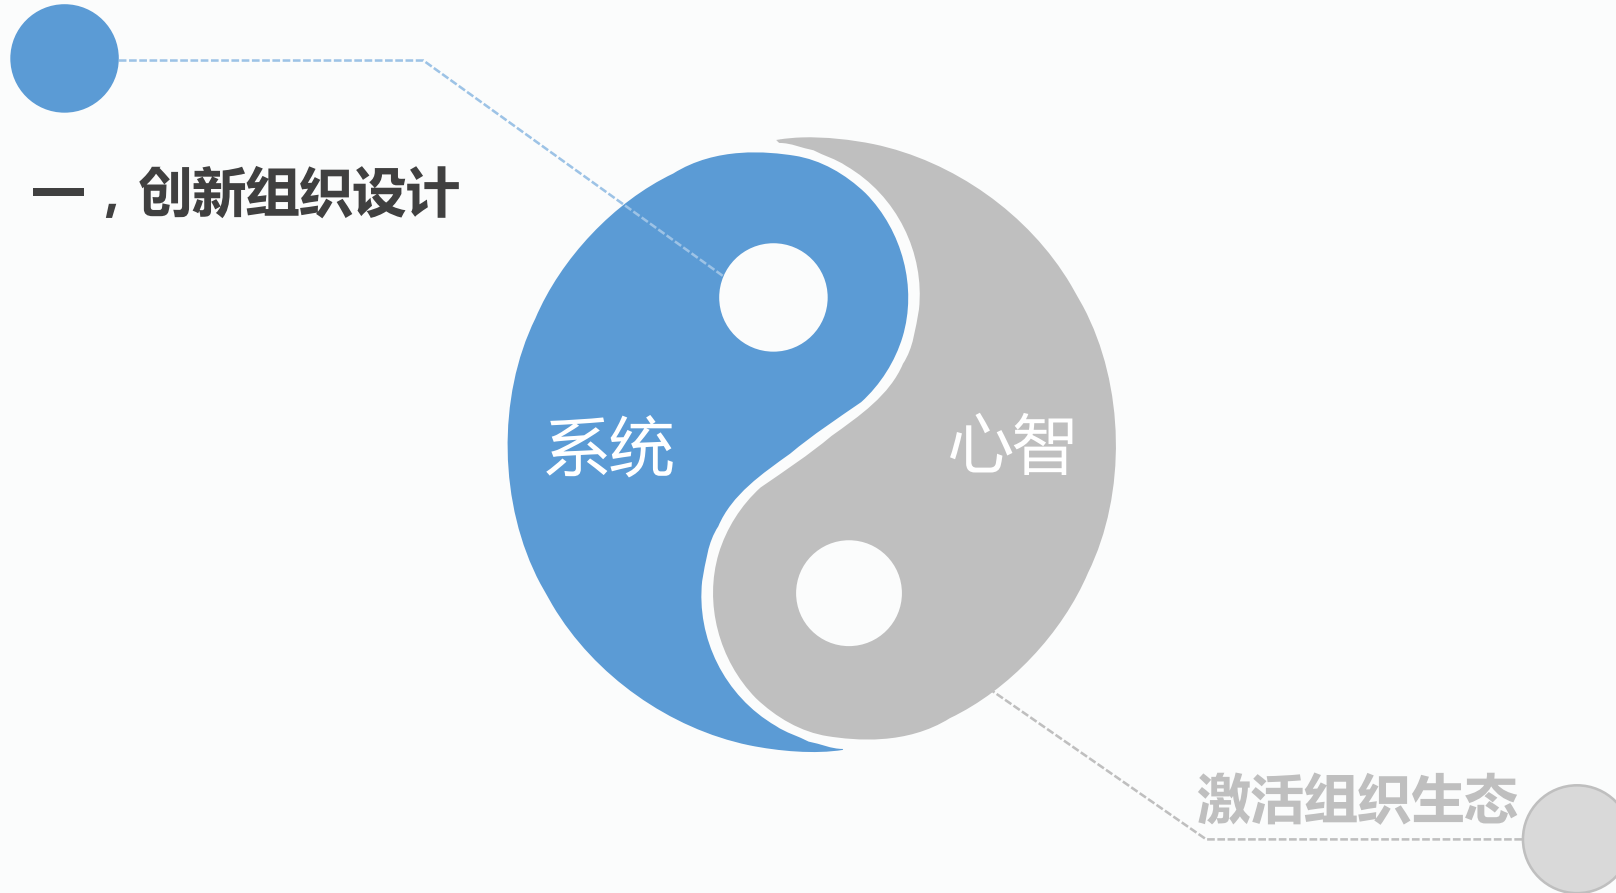 一，创新组织设计
系统
心智
激活组织生态